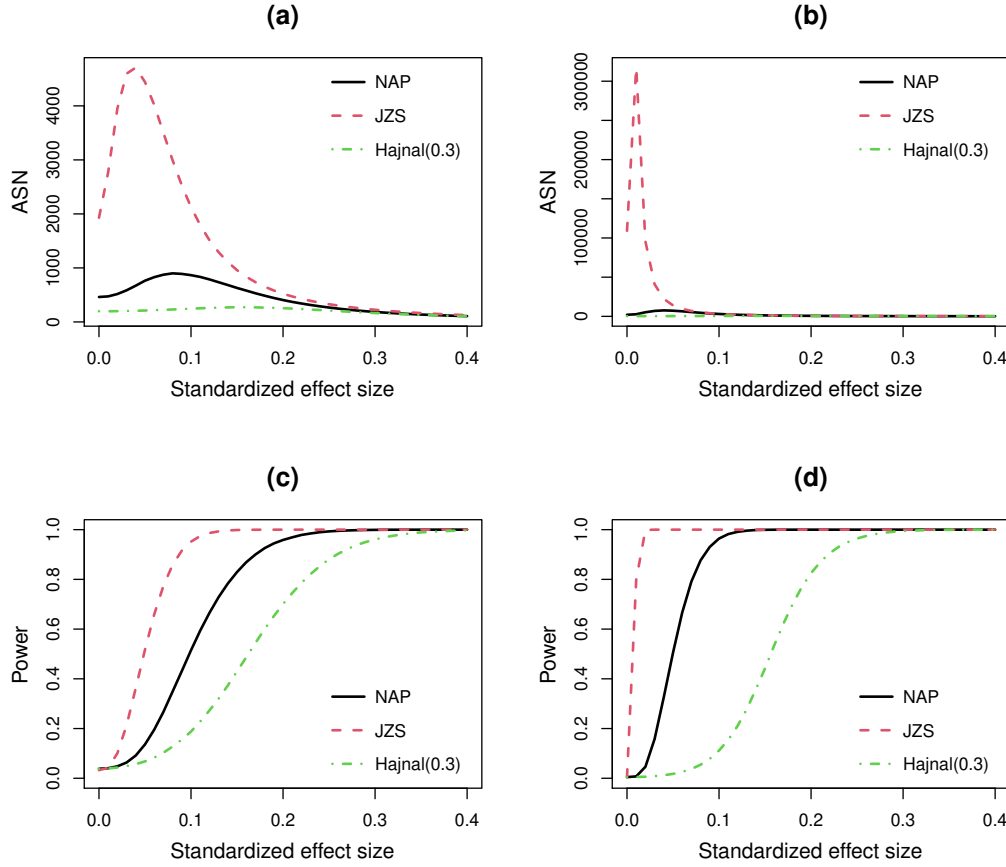 (a)
ASN
4000
3000
2000
1000
0
NAP
JZS
Hajnal(0.3)
0.0 0.1 0.2 0.3 0.4
Standardized effect size
(b)
ASN
300000
200000
100000
0
NAP
JZS
Hajnal(0.3)
0.0 0.1 0.2 0.3 0.4
Standardized effect size
(c)
Power
1.0
0.8
0.6
0.4
0.2
0.0
NAP
JZS
Hajnal(0.3)
0.0 0.1 0.2 0.3 0.4
Standardized effect size
(d)
Power
1.0
0.8
0.6
0.4
0.2
0.0
NAP
JZS
Hajnal(0.3)
0.0 0.1 0.2 0.3 0.4
Standardized effect size